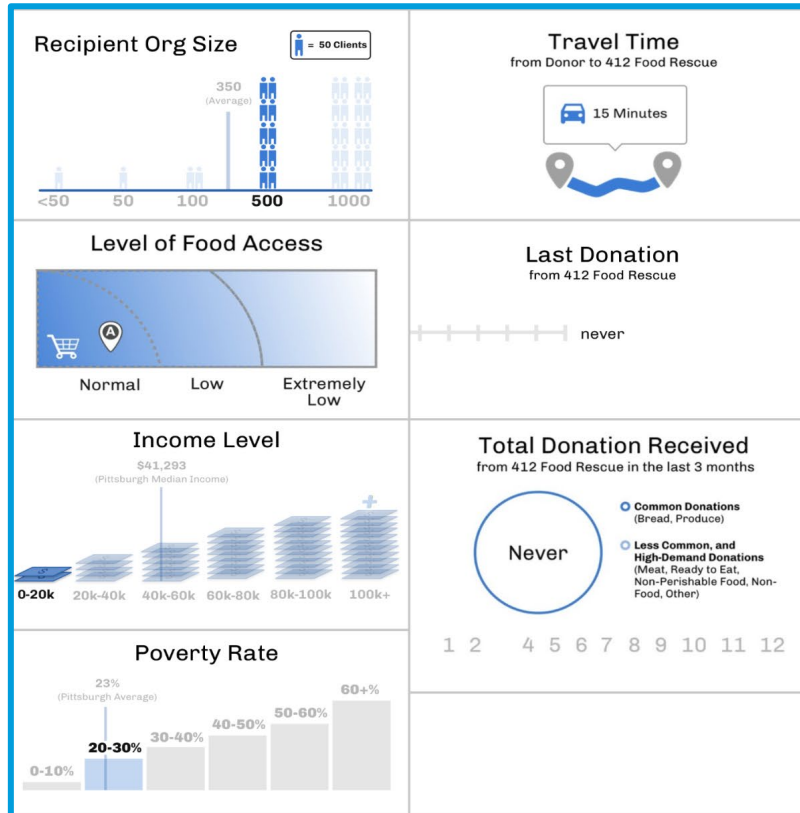 Recipient Org Size
= 50 Clients
350
(Average)
<50 50 100 500 1000
Travel Time
from Donor to 412 Food Rescue
15 Minutes
Level of Food Access
A
Normal Low Extremely
Low
Last Donation
from 412 Food Rescue
never
Income Level
$41,293
(Pittsburgh Median Income)
+
0-20k 20k-40k 40k-60k 60k-80k 80k-100k 100k+
Total Donation Received
from 412 Food Rescue in the last 3 months
Never
Common Donations
(Bread, Produce)
Less Common, and
High-Demand Donations
(Meat, Ready to Eat,
Non-Perishable Food, Non-
Food, Other)
1 2 4 5 6 7 8 9 10 11 12
Poverty Rate
23%
(Pittsburgh Average)
0-10% 20-30% 30-40% 40-50% 50-60% 60+%